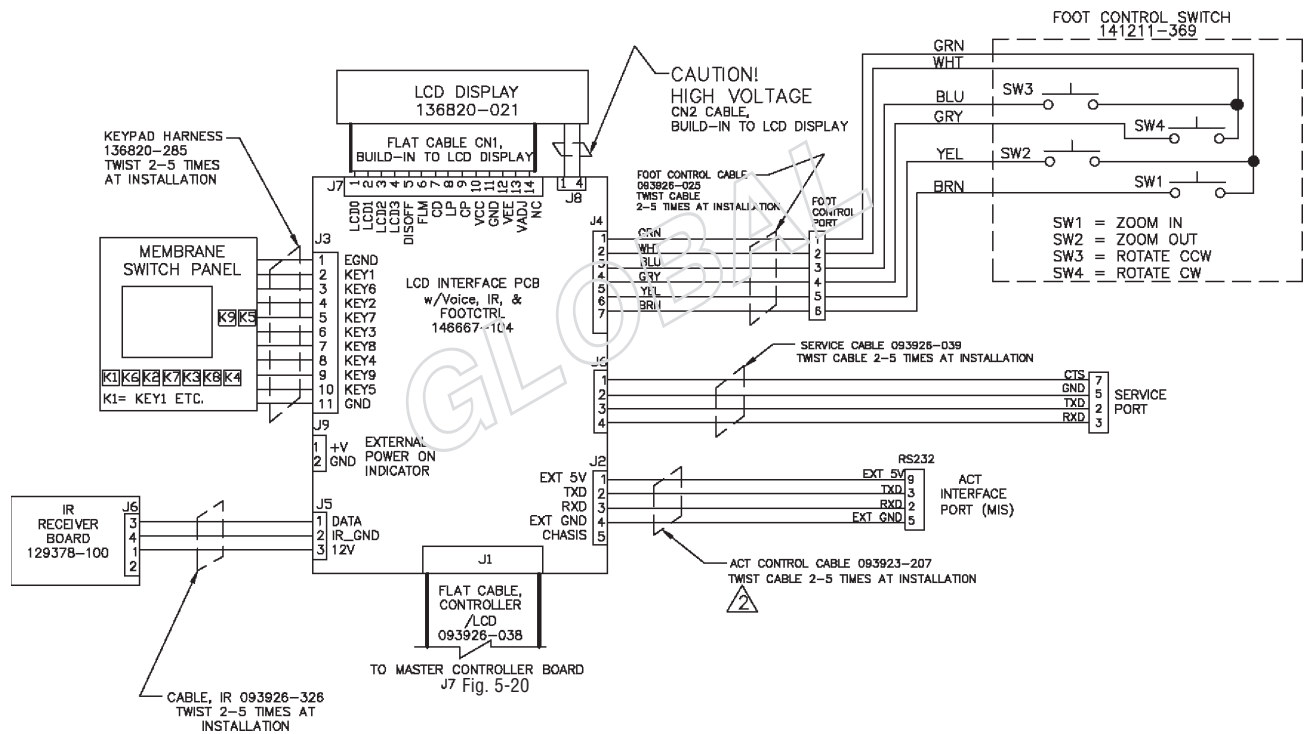 FOOT CONTROL SWITCH
141211-369
GRN
WHT
BLU
GRY
YEL
BRN
SW3
SW4
SW2
SW1
SW1 = ZOOM IN
SW2 = ZOOM OUT
SW3 = ROTATE CCW
SW4 = ROTATE CW
LCD DISPLAY
136820-021
CAUTION!
HIGH VOLTAGE
CN2 CABLE,
BUILD-IN TO LCD DISPLAY
FLAT CABLE CN1,
BUILD-IN TO LCD DISPLAY
KEYPAD HARNESS
136820-285
TWIST 2-5 TIMES
AT INSTALLATION
J7
1 2 3 4 5 6 7 8 9 10 11 12 13 14
LCD0
LCD1
LCD2
LCD3
DISOFF
FLM
CD
LP
CP
VCC
GND
VEE
VADJ
NC
1 4
J8
FOOT CONTROL CABLE
093926-025
TWIST CABLE
2-5 TIMES AT INSTALLATION
FOOT
CONTROL
PORT
J4
1 GRN 1
2 WHT 2
3 BLU 3
4 GRY 4
5 YEL 5
6 BRN 6
7
MEMBRANE
SWITCH PANEL
K9 K5
K1 K6 K2 K7 K3 K8 K4
K1= KEY1 ETC.
J3
1 EGND
2 KEY1
3 KEY6
4 KEY2
5 KEY7
6 KEY3
7 KEY8
8 KEY4
9 KEY9
10 KEY5
11 GND
LCD INTERFACE PCB
w/Voice, IR, &
FOOTCTRL
146667-104
GLOBAL
SERVICE CABLE 093926-039
TWIST CABLE 2-5 TIMES AT INSTALLATION
1 CTS 7
2 GND 5
3 TXD 2
4 RXD 3
SERVICE
PORT
J9
1 +V
2 GND
EXTERNAL
POWER ON
INDICATOR
J2
EXT 5V 1
TXD 2
RXD 3
EXT GND 4
CHASIS 5
RS232
EXT 5V 9
TXD 3
RXD 2
EXT GND 5
ACT
INTERFACE
PORT (MIS)
IR
RECEIVER
BOARD
129378-100
J6
3
4
1
2
J5
1 DATA
2 IR_GND
3 12V
J1
FLAT CABLE,
CONTROLLER
/LCD
093926-038
TO MASTER CONTROLLER BOARD
J7 Fig. 5-20
ACT CONTROL CABLE 093923-207
TWIST CABLE 2-5 TIMES AT INSTALLATION
2
CABLE, IR 093926-326
TWIST 2-5 TIMES AT
INSTALLATION